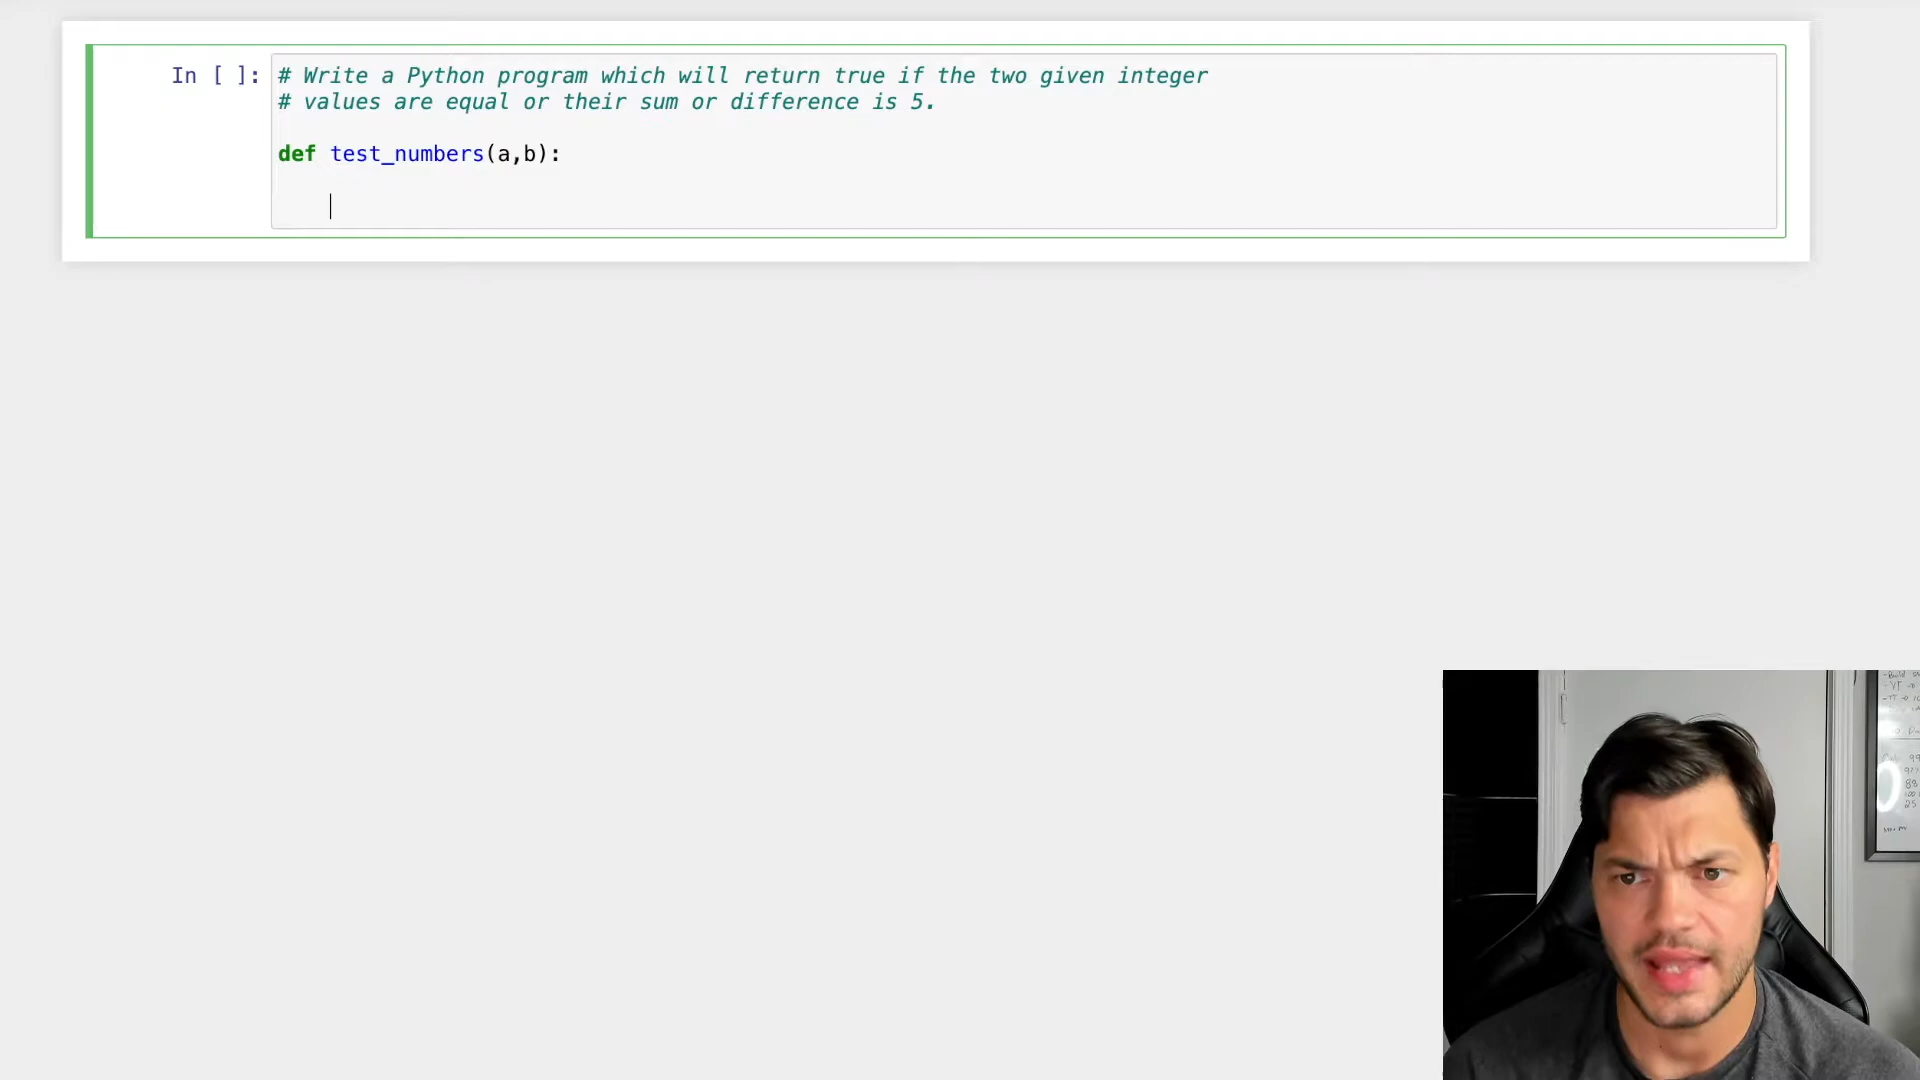 In [ ]: # Write a Python program which will return true if the two given integer
# values are equal or their sum or difference is 5.
def test_numbers(a,b):